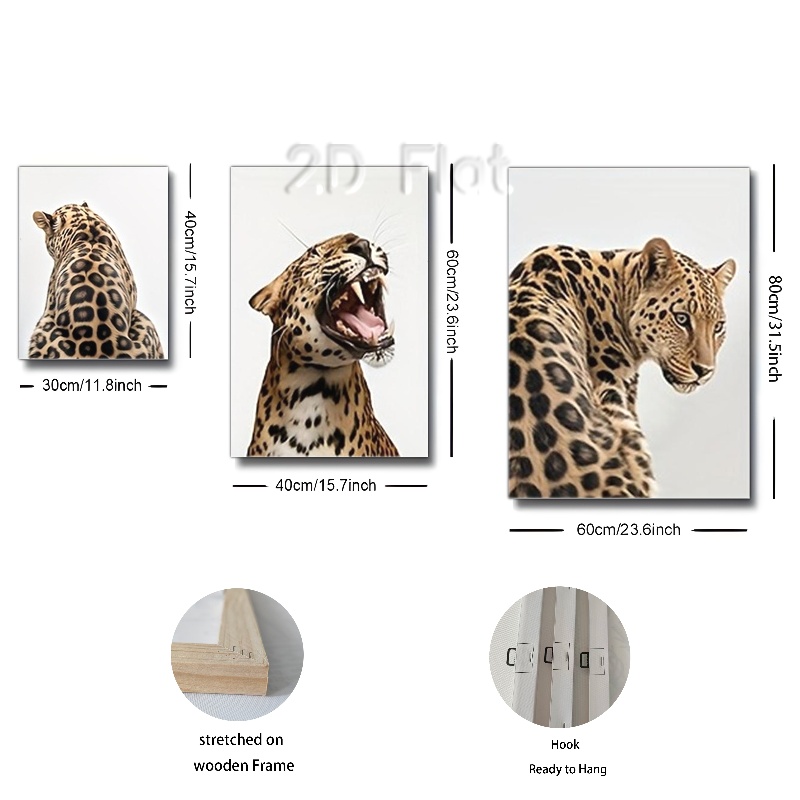 2D Flat
40cm/15.7inch
30cm/11.8inch
60cm/23.6inch
40cm/15.7inch
80cm/31.5inch
60cm/23.6inch
stretched on
wooden Frame
Hook
Ready to Hang